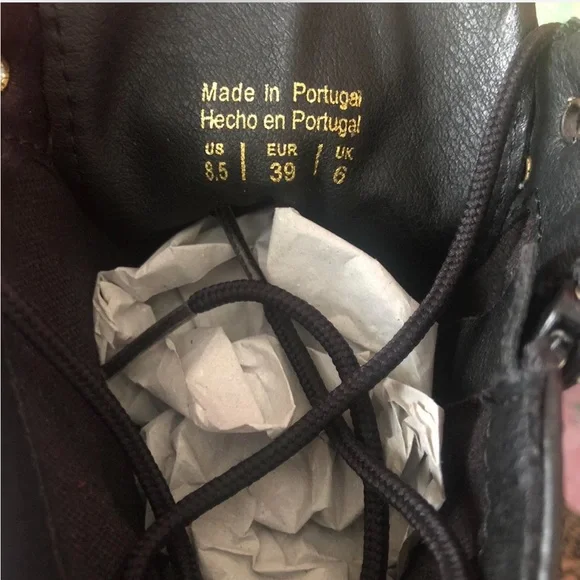 Made in Portugal
Hecho en Portugal
US EUR UK
8.5 | 39 | 6